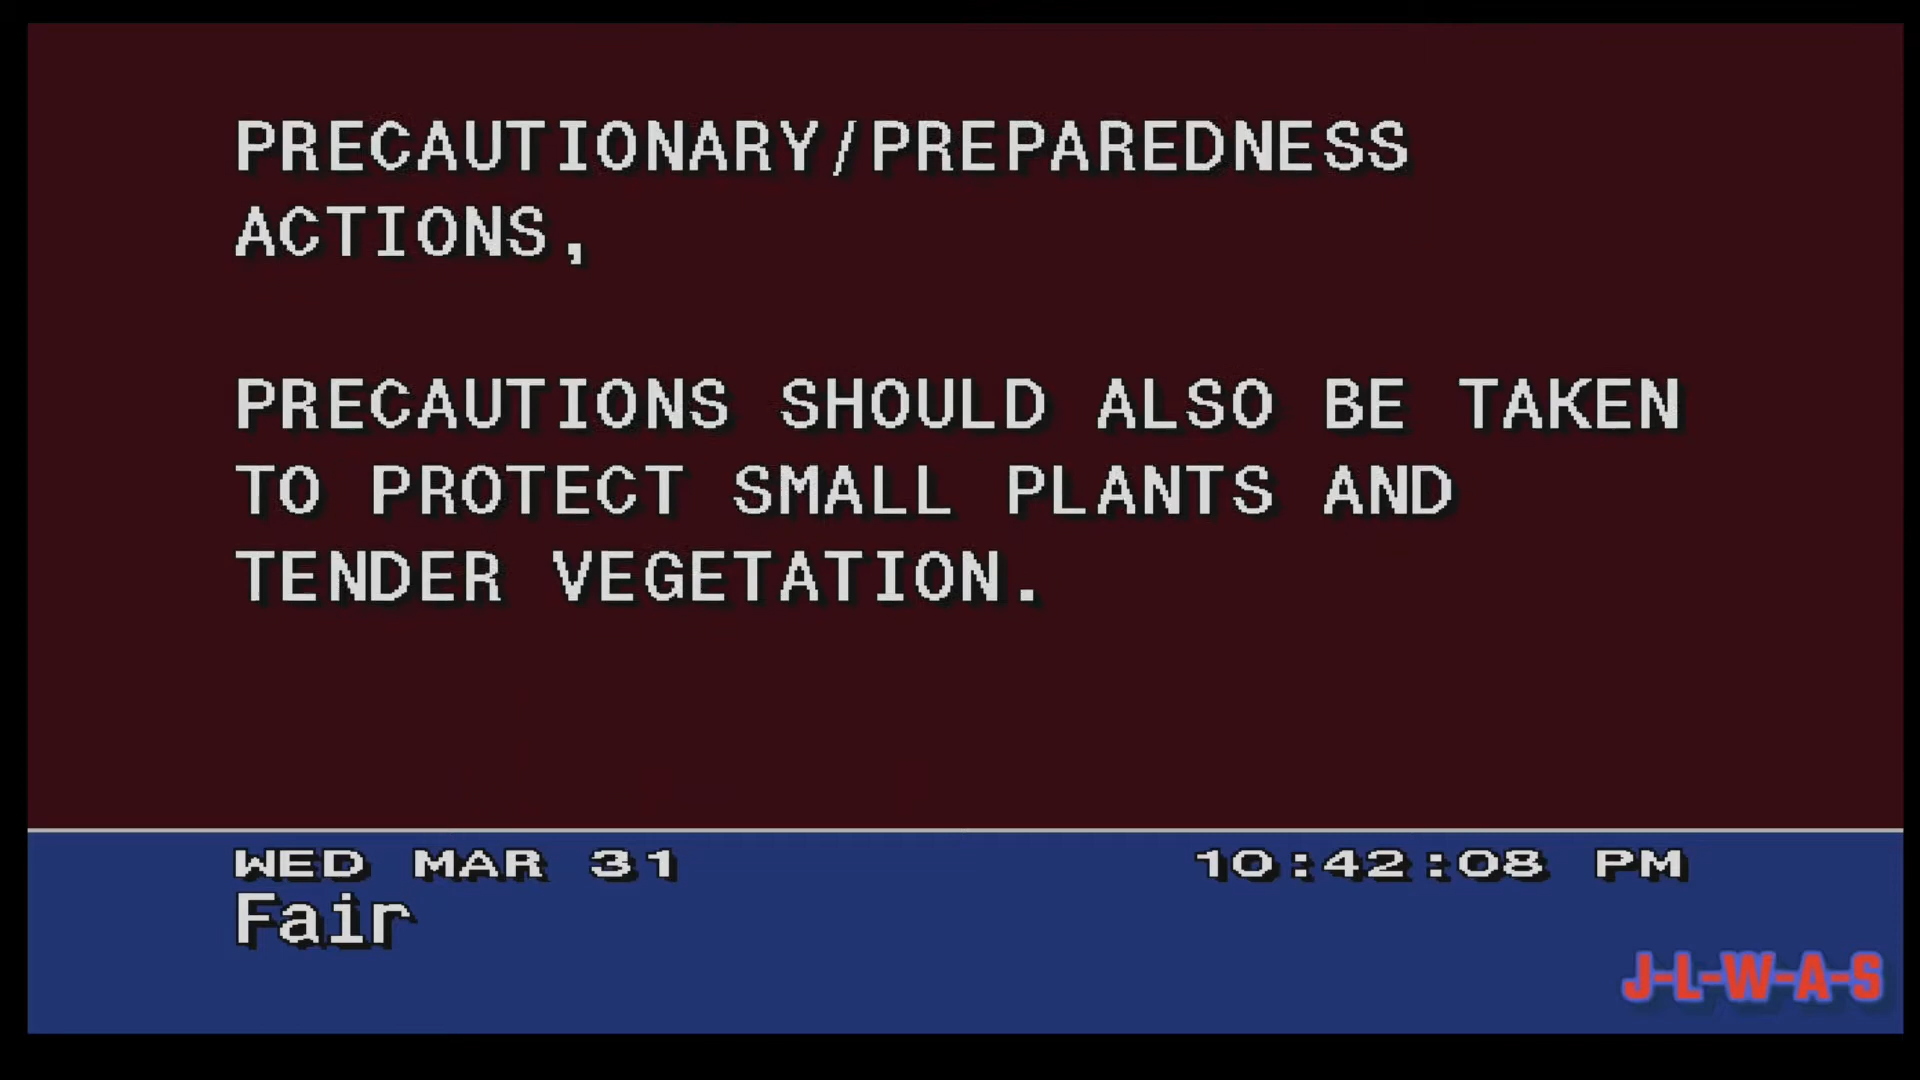 PRECAUTIONARY/PREPAREDNESS
ACTIONS,
PRECAUTIONS SHOULD ALSO BE TAKEN
TO PROTECT SMALL PLANTS AND
TENDER VEGETATION.
WED MAR 31 10:42:08 PM
Fair
J-L-W-A-S